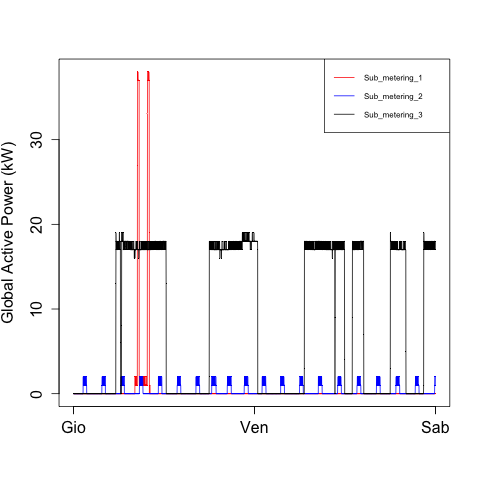 Sub_metering_1
Sub_metering_2
Sub_metering_3
Global Active Power (kW)
30
20
10
0
Gio
Ven
Sab